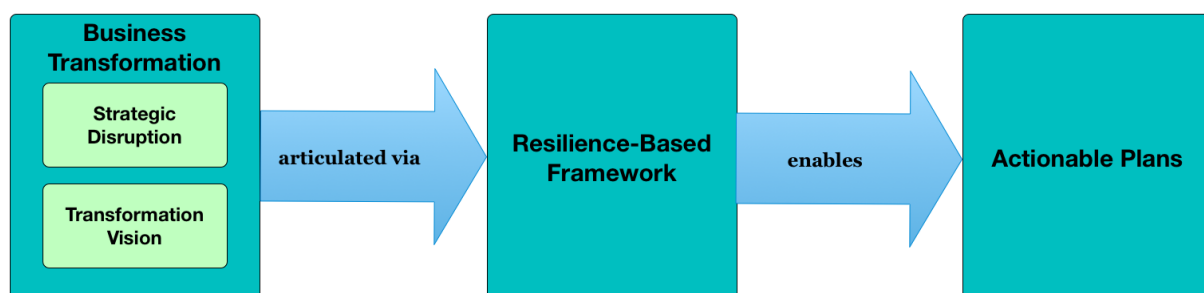 Business
Transformation
Strategic
Disruption
Transformation
Vision
articulated via
Resilience-Based
Framework
enables
Actionable Plans